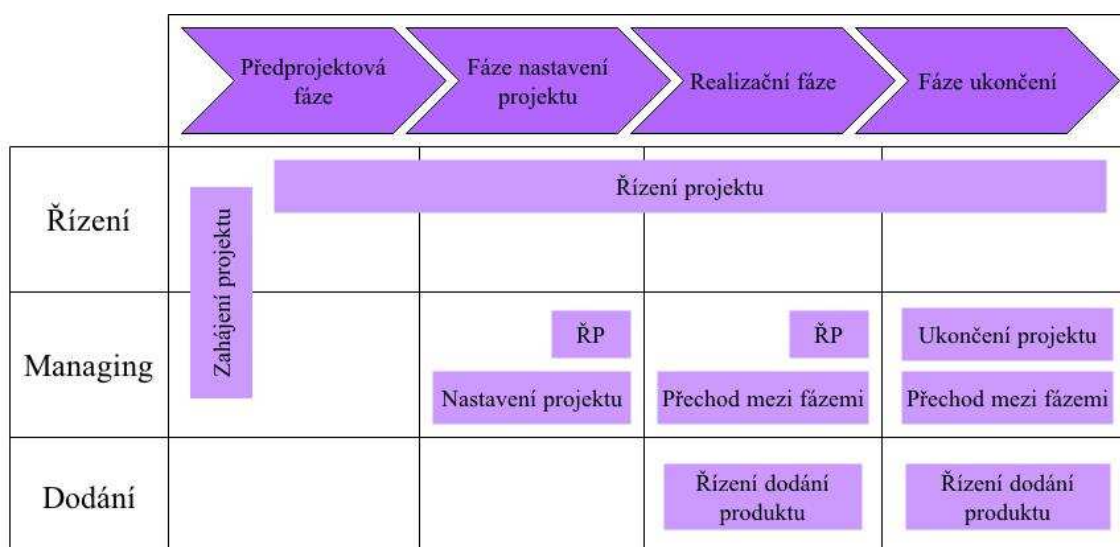 Předprojektová
fáze
Fáze nastavení
projektu
Realizační fáze
Fáze ukončení
Řízení
Řízení projektu
Zahájení projektu
Managing
ŘP
ŘP
Ukončení projektu
Nastavení projektu
Přechod mezi fázemi
Přechod mezi fázemi
Dodání
Řízení dodání
produktu
Řízení dodání
produktu